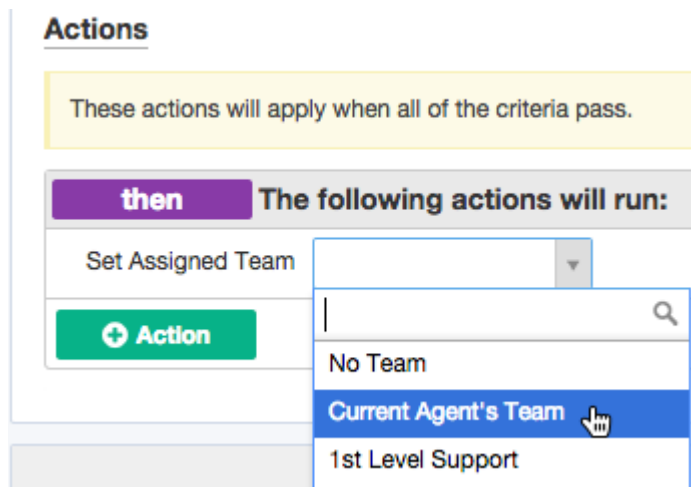 Actions
These actions will apply when all of the criteria pass.
then The following actions will run:
Set Assigned Team
Action
No Team
Current Agent's Team
1st Level Support